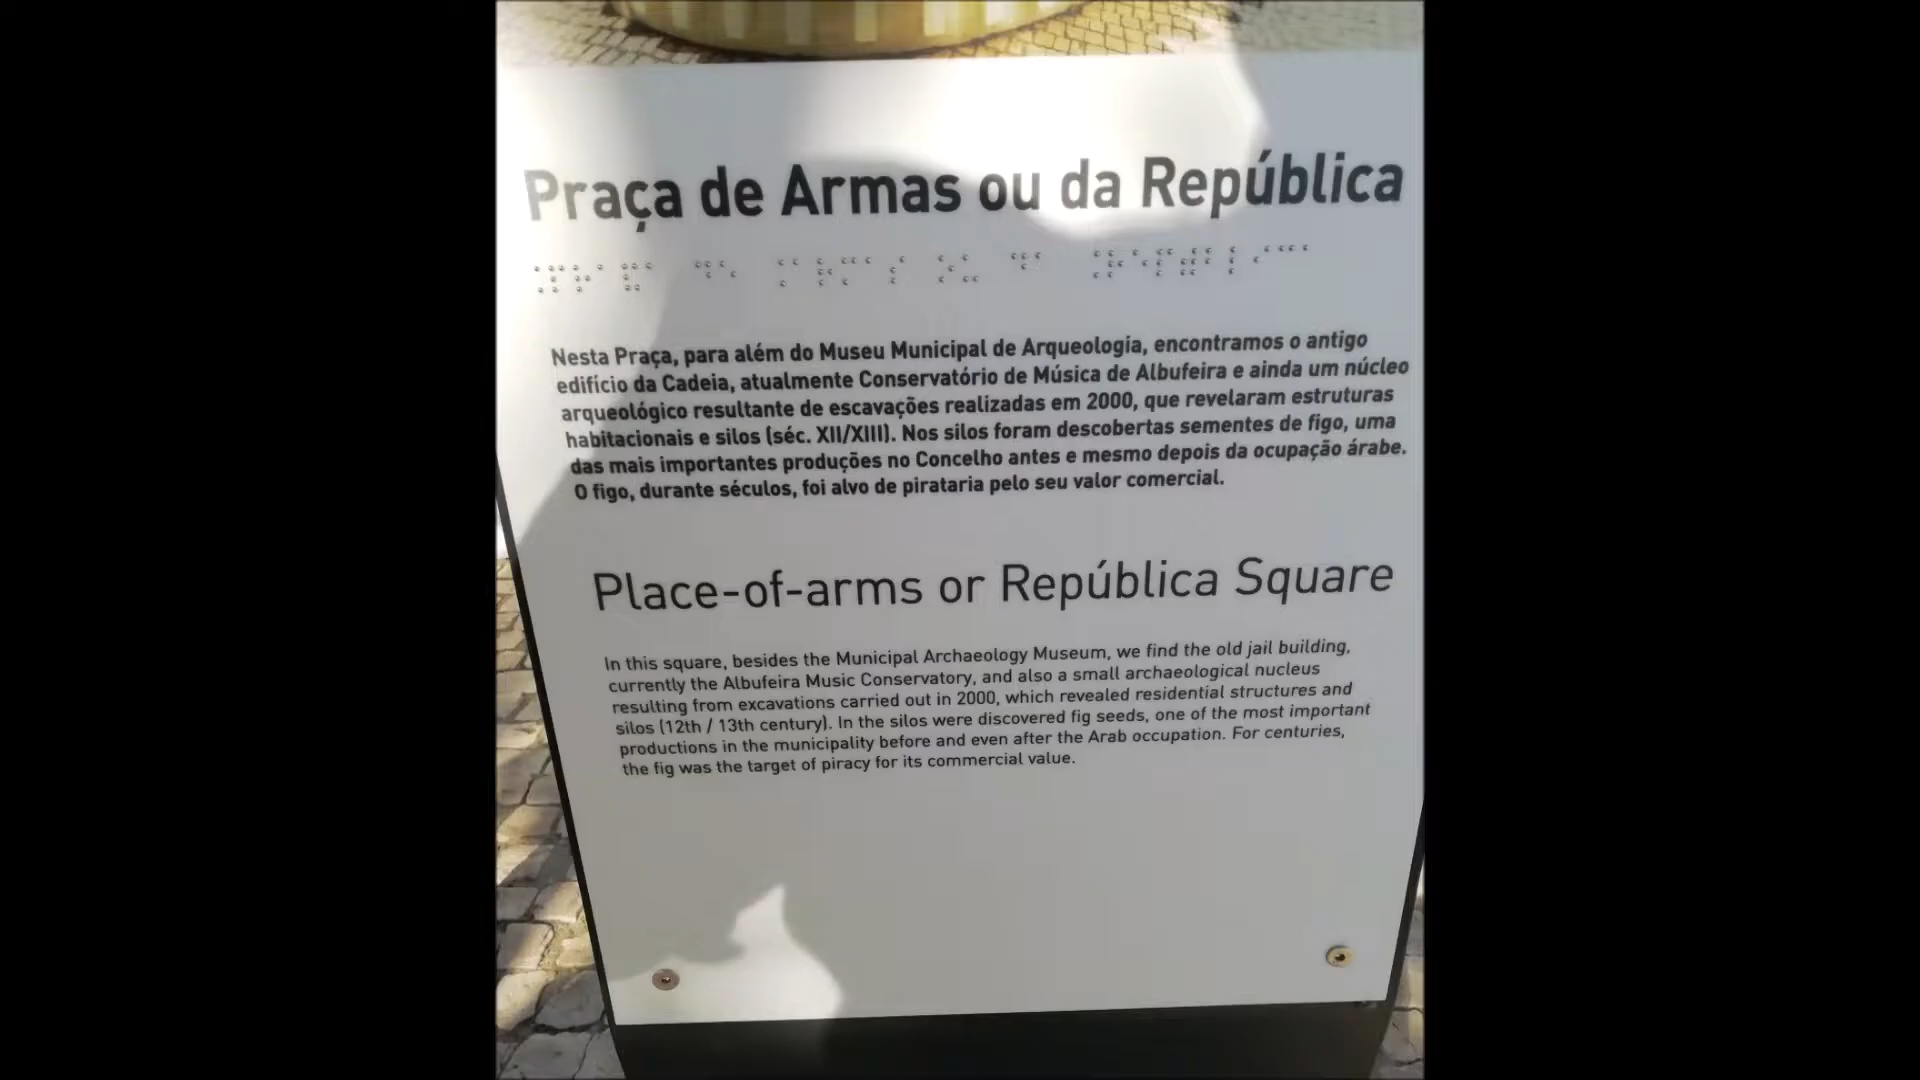 Praça de Armas ou da República
Nesta Praça, para além do Museu Municipal de Arqueologia, encontramos o antigo
edifício da Cadeia, atualmente Conservatório de Música de Albufeira e ainda um núcleo
arqueológico resultante de escavações realizadas em 2000, que revelaram estruturas
habitacionais e silos (séc. XII/XIII). Nos silos foram descobertas sementes de figo, uma
das mais importantes produções no Concelho antes e mesmo depois da ocupação árabe.
O figo, durante séculos, foi alvo de pirataria pelo seu valor comercial.
Place-of-arms or República Square
In this square, besides the Municipal Archaeology Museum, we find the old jail building,
currently the Albufeira Music Conservatory, and also a small archaeological nucleus
resulting from excavations carried out in 2000, which revealed residential structures and
silos (12th / 13th century). In the silos were discovered fig seeds, one of the most important
productions in the municipality before and even after the Arab occupation. For centuries,
the fig was the target of piracy for its commercial value.